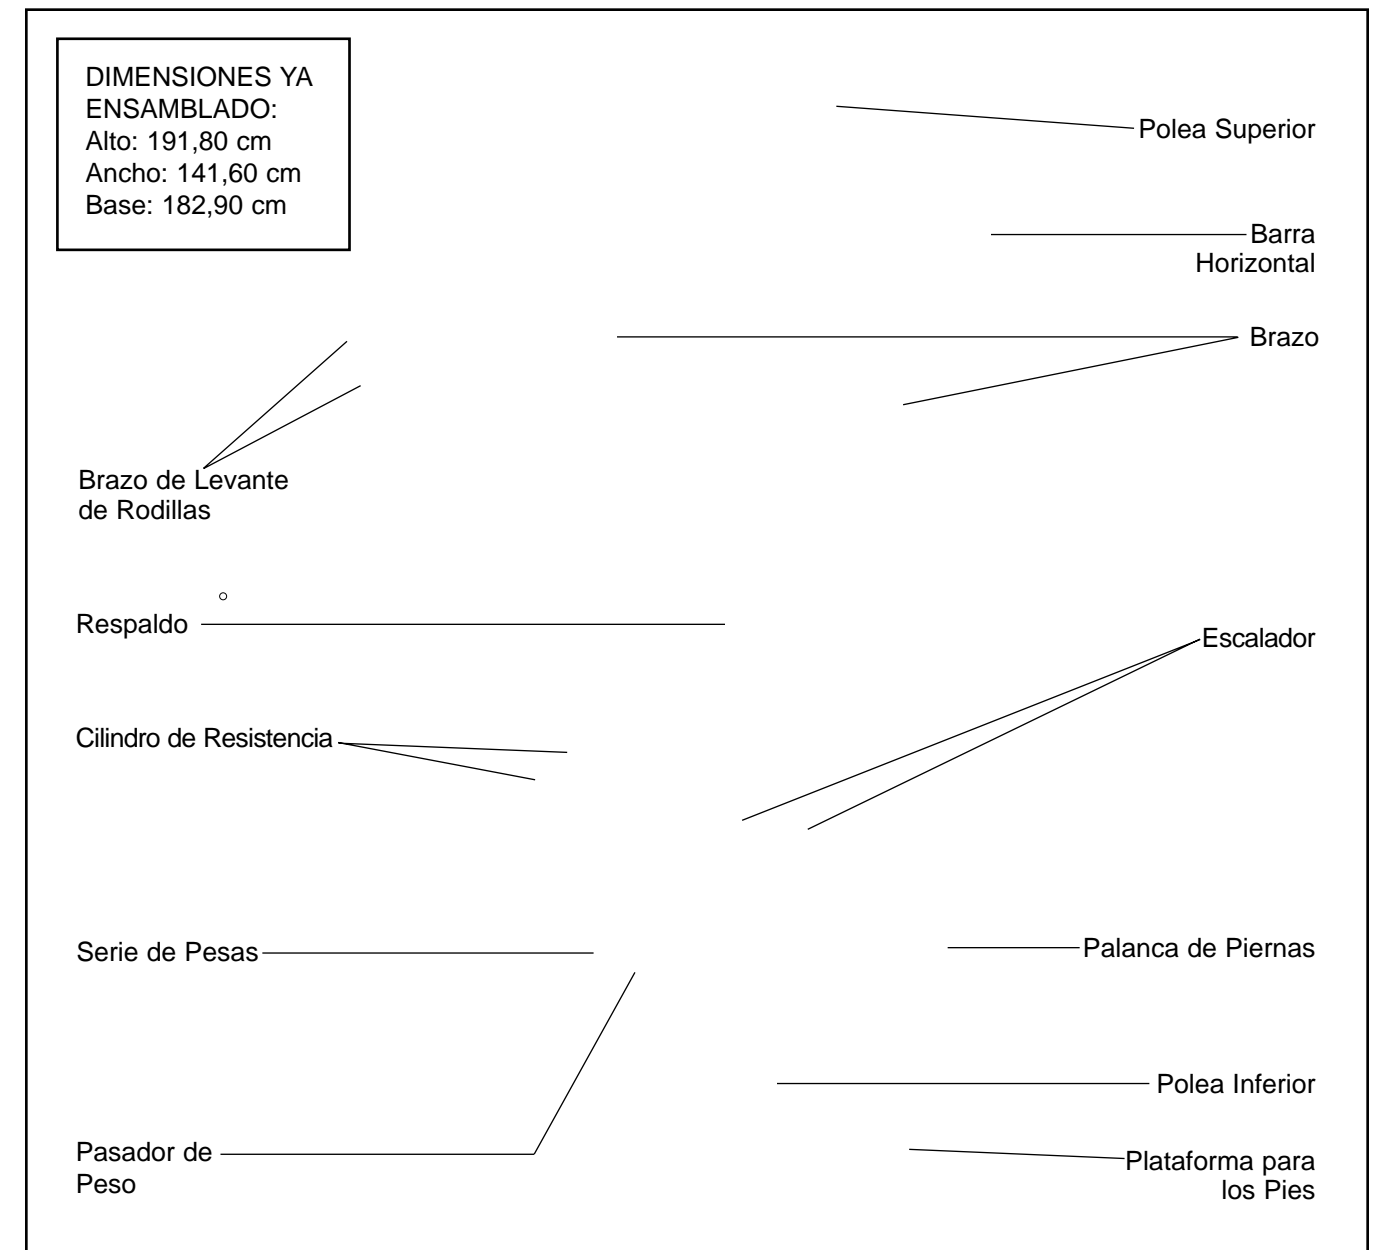 DIMENSIONES YA
ENSAMBLADO:
Alto: 191,80 cm
Ancho: 141,60 cm
Base: 182,90 cm
Polea Superior
Barra
Horizontal
Brazo
Brazo de Levante
de Rodillas
Respaldo
Escalador
Cilindro de Resistencia
Serie de Pesas
Palanca de Piernas
Polea Inferior
Pasador de
Peso
Plataforma para
los Pies